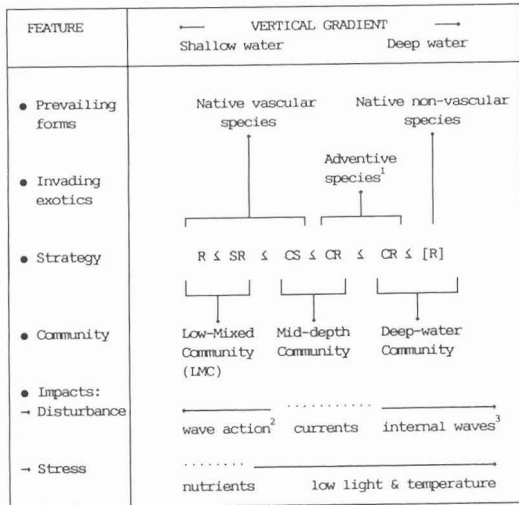 FEATURE
← VERTICAL GRADIENT →
Shallow water Deep water
● Prevailing forms
Native vascular species
Native non-vascular species
● Invading exotics
Adventive species¹
● Strategy
R ≤ SR ≤ CS ≤ CR ≤ CR ≤ [R]
● Community
Low-Mixed Community (LMC)
Mid-depth Community
Deep-water Community
● Impacts:
→ Disturbance
wave action² currents internal waves³
→ Stress
nutrients low light & temperature